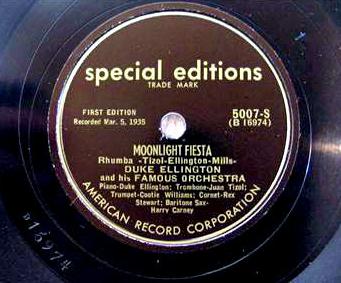 special editions
TRADE MARK
FIRST EDITION
Recorded Mar. 5, 1935
5007-S
(B 16974)
MOONLIGHT FIESTA
Rhumba -Tizol-Ellington-Mills-
DUKE ELLINGTON
and his FAMOUS ORCHESTRA
Piano-Duke Ellington; Trombone-Juan Tizol;
Trumpet-Cootie Williams; Cornet-Rex
Stewart; Baritone Sax-
Harry Carney
AMERICAN RECORD CORPORATION
B16974